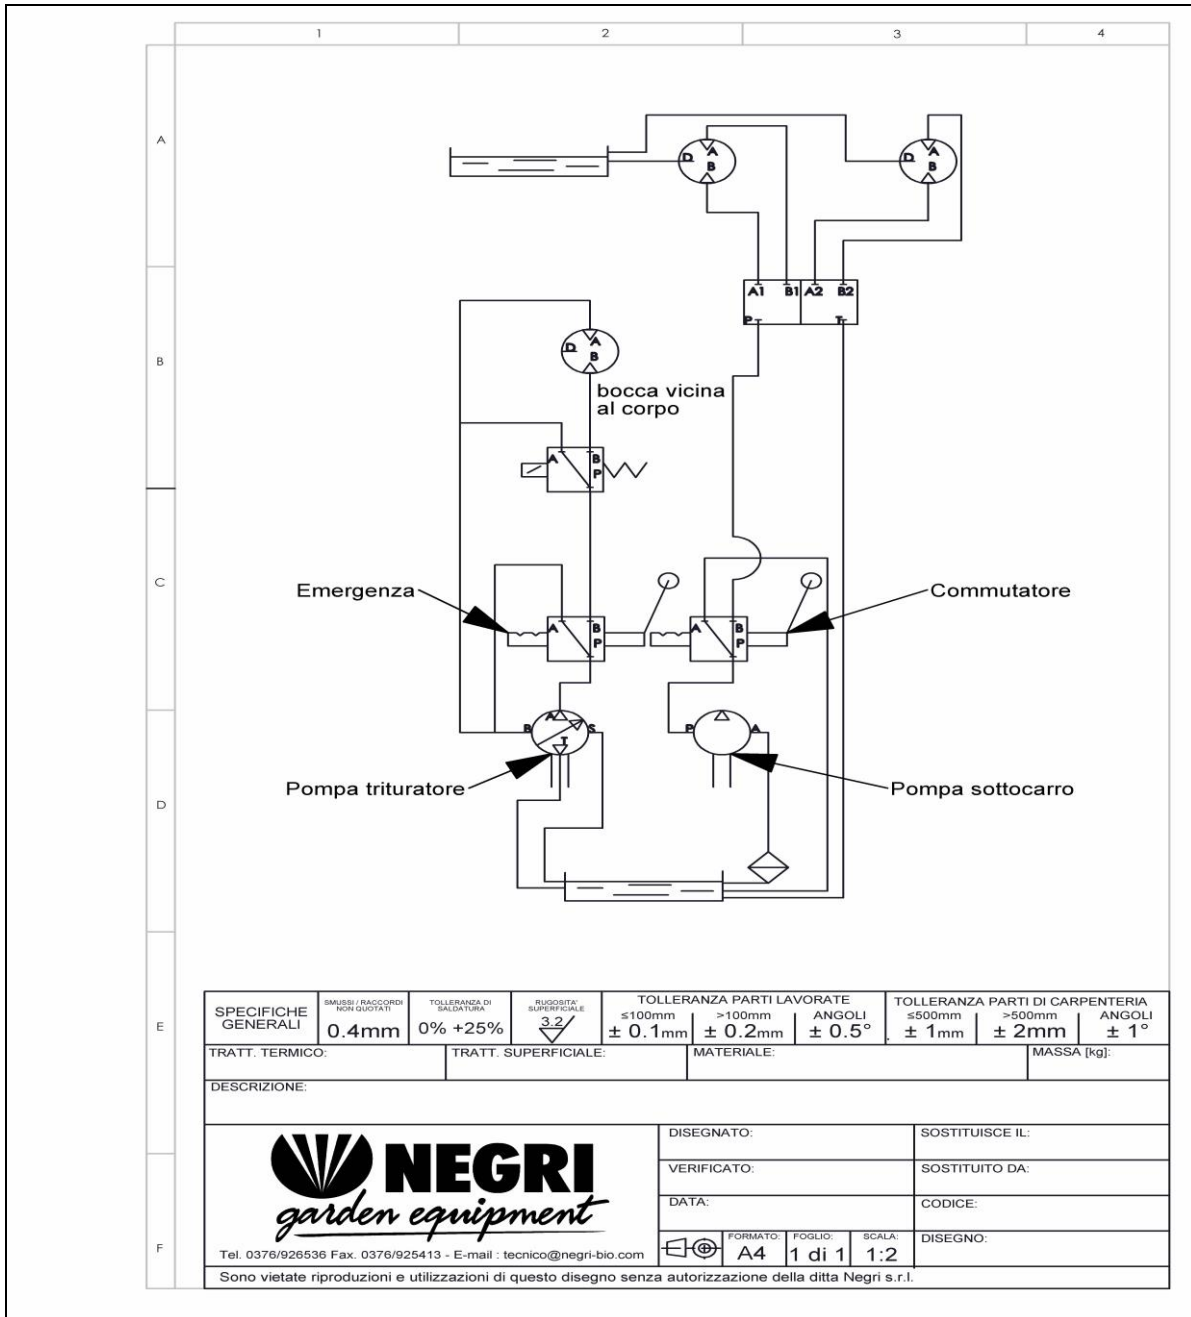 1 2 3 4
A
D A B
D A B
A1 B1 A2 B2
P T
B
D A B
bocca vicina
al corpo
A B
P
C
Emergenza
Commutatore
A B
P
A B
P
B A S
T
P A
Pompa trituratore
Pompa sottocarro
D
E
F
SPECIFICHE
GENERALI
SMUSSI / RACCORDI
NON QUOTATI
0.4mm
TOLLERANZA DI
SALDATURA
0% +25%
RUGOSITA'
SUPERFICIALE
3.2
TOLLERANZA PARTI LAVORATE
≤100mm >100mm ANGOLI
± 0.1mm ± 0.2mm ± 0.5°
TOLLERANZA PARTI DI CARPENTERIA
≤500mm >500mm ANGOLI
± 1mm ± 2mm ± 1°
TRATT. TERMICO: TRATT. SUPERFICIALE: MATERIALE: MASSA [kg]:
DESCRIZIONE:
NEGRI
garden equipment
Tel. 0376/926536 Fax. 0376/925413 - E-mail : tecnico@negri-bio.com
DISEGNATO: SOSTITUISCE IL:
VERIFICATO: SOSTITUITO DA:
DATA: CODICE:
FORMATO: FOGLIO: SCALA: DISEGNO:
A4 1 di 1 1:2
Sono vietate riproduzioni e utilizzazioni di questo disegno senza autorizzazione della ditta Negri s.r.l.